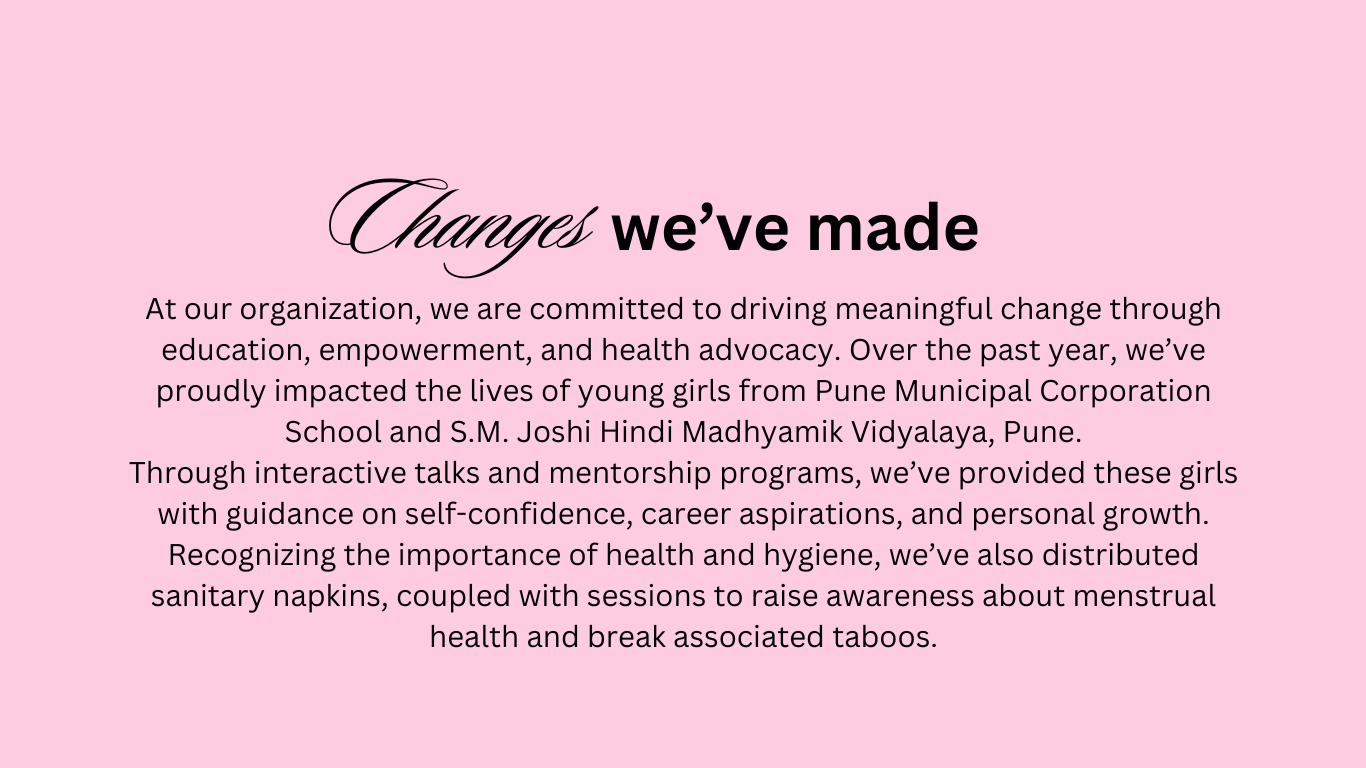 Changes we’ve made
At our organization, we are committed to driving meaningful change through
education, empowerment, and health advocacy. Over the past year, we’ve
proudly impacted the lives of young girls from Pune Municipal Corporation
School and S.M. Joshi Hindi Madhyamik Vidyalaya, Pune.
Through interactive talks and mentorship programs, we’ve provided these girls
with guidance on self-confidence, career aspirations, and personal growth.
Recognizing the importance of health and hygiene, we’ve also distributed
sanitary napkins, coupled with sessions to raise awareness about menstrual
health and break associated taboos.